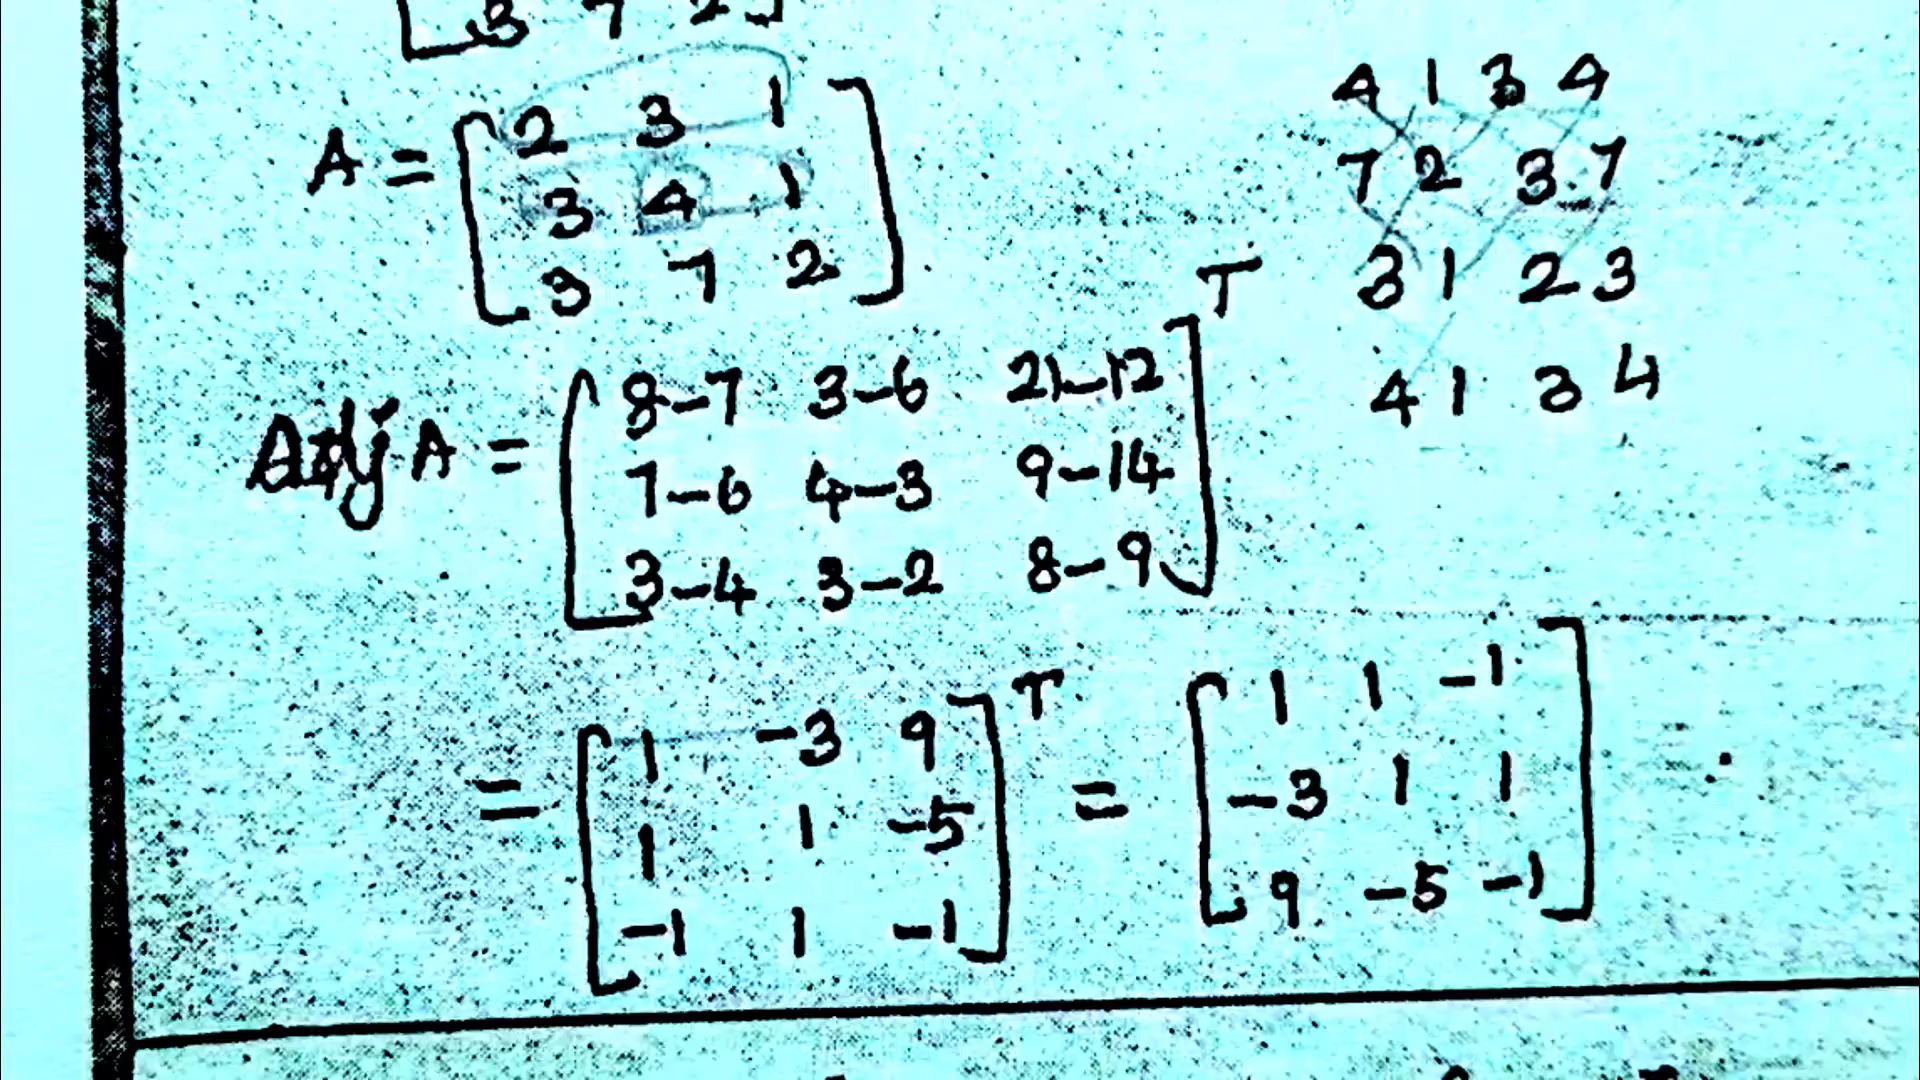 3 7 2
A = [2 3 1
3 4 1
3 7 2]
4 1 3 4
7 2 3 7
3 1 2 3
4 1 3 4
Adj A = [8-7 3-6 21-12
7-6 4-3 9-14
3-4 3-2 8-9]T
= [1 -3 9
1 1 -5
-1 1 -1]T = [1 1 -1
-3 1 1
9 -5 -1]